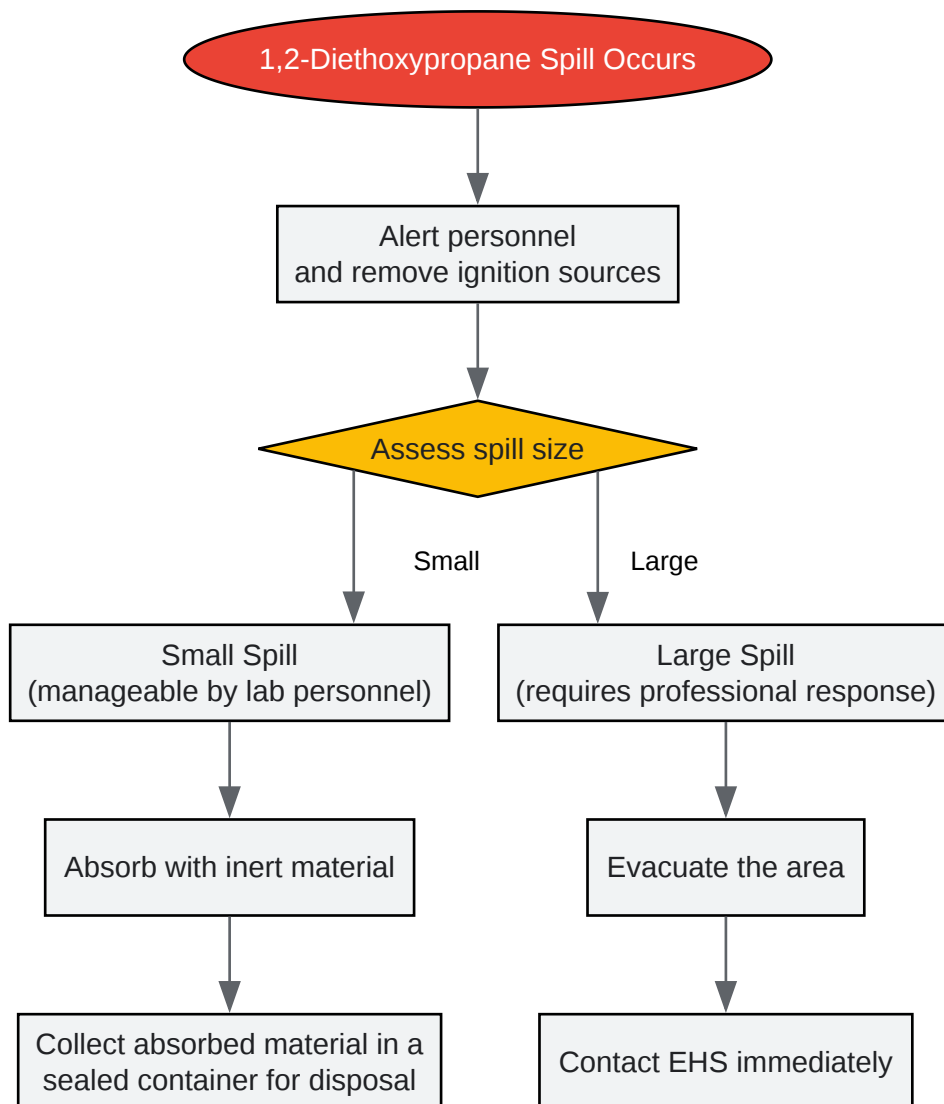 1,2-Diethoxypropane Spill Occurs
Alert personnel
and remove ignition sources
Assess spill size
Small
Large
Small Spill
(manageable by lab personnel)
Large Spill
(requires professional response)
Absorb with inert material
Evacuate the area
Collect absorbed material in a
sealed container for disposal
Contact EHS immediately